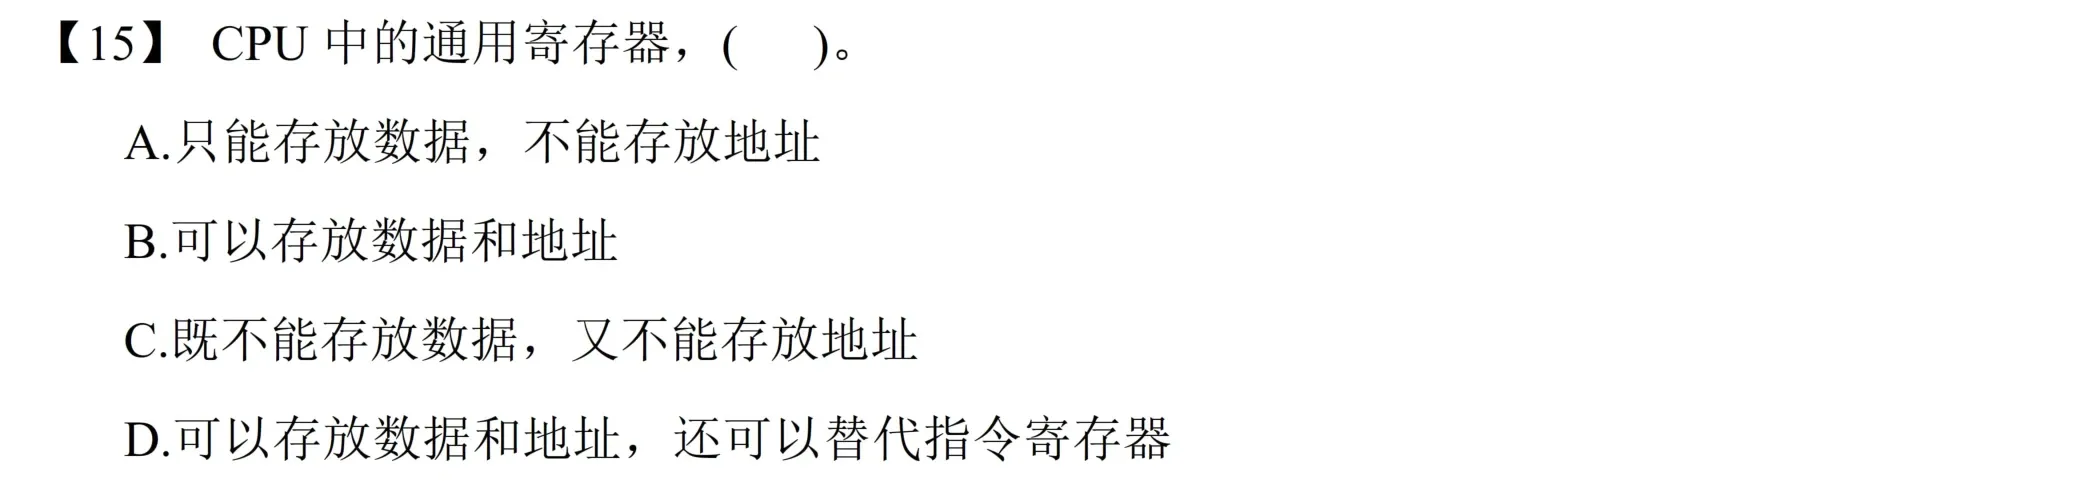 【15】 CPU 中的通用寄存器，(  )。
A.只能存放数据，不能存放地址
B.可以存放数据和地址
C.既不能存放数据，又不能存放地址
D.可以存放数据和地址，还可以替代指令寄存器